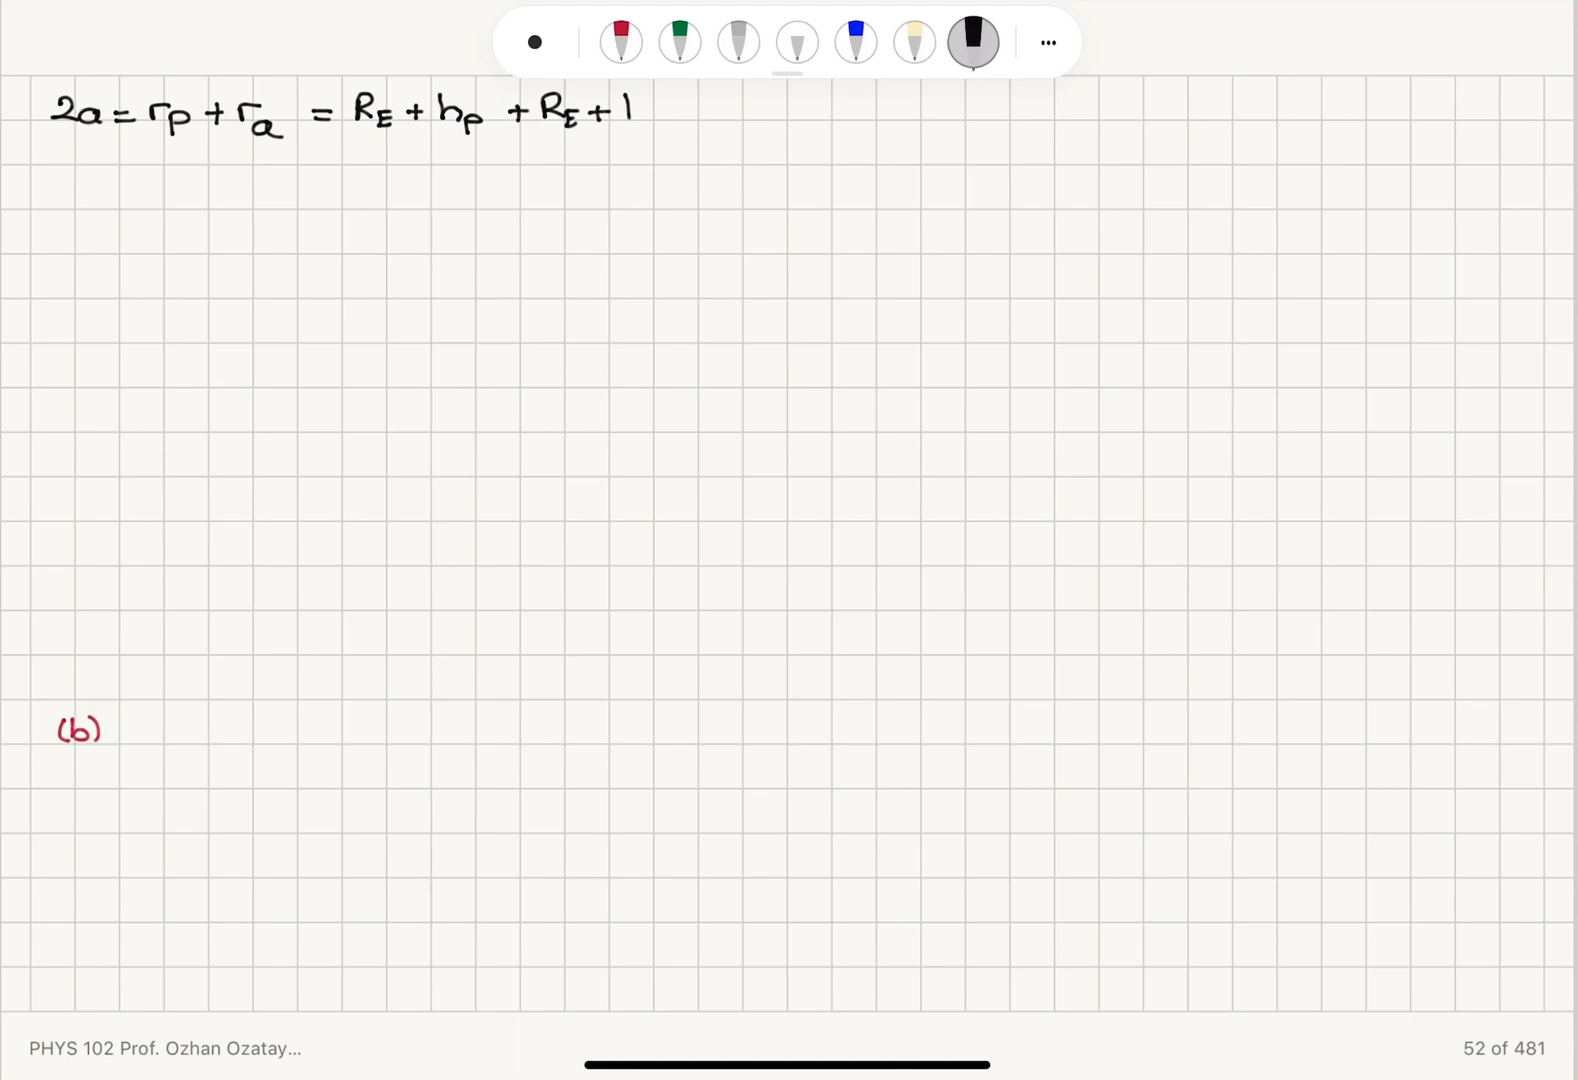 2a = rp + ra = RE + hp + RE + 1
(b)
PHYS 102 Prof. Ozhan Ozatay...
52 of 481